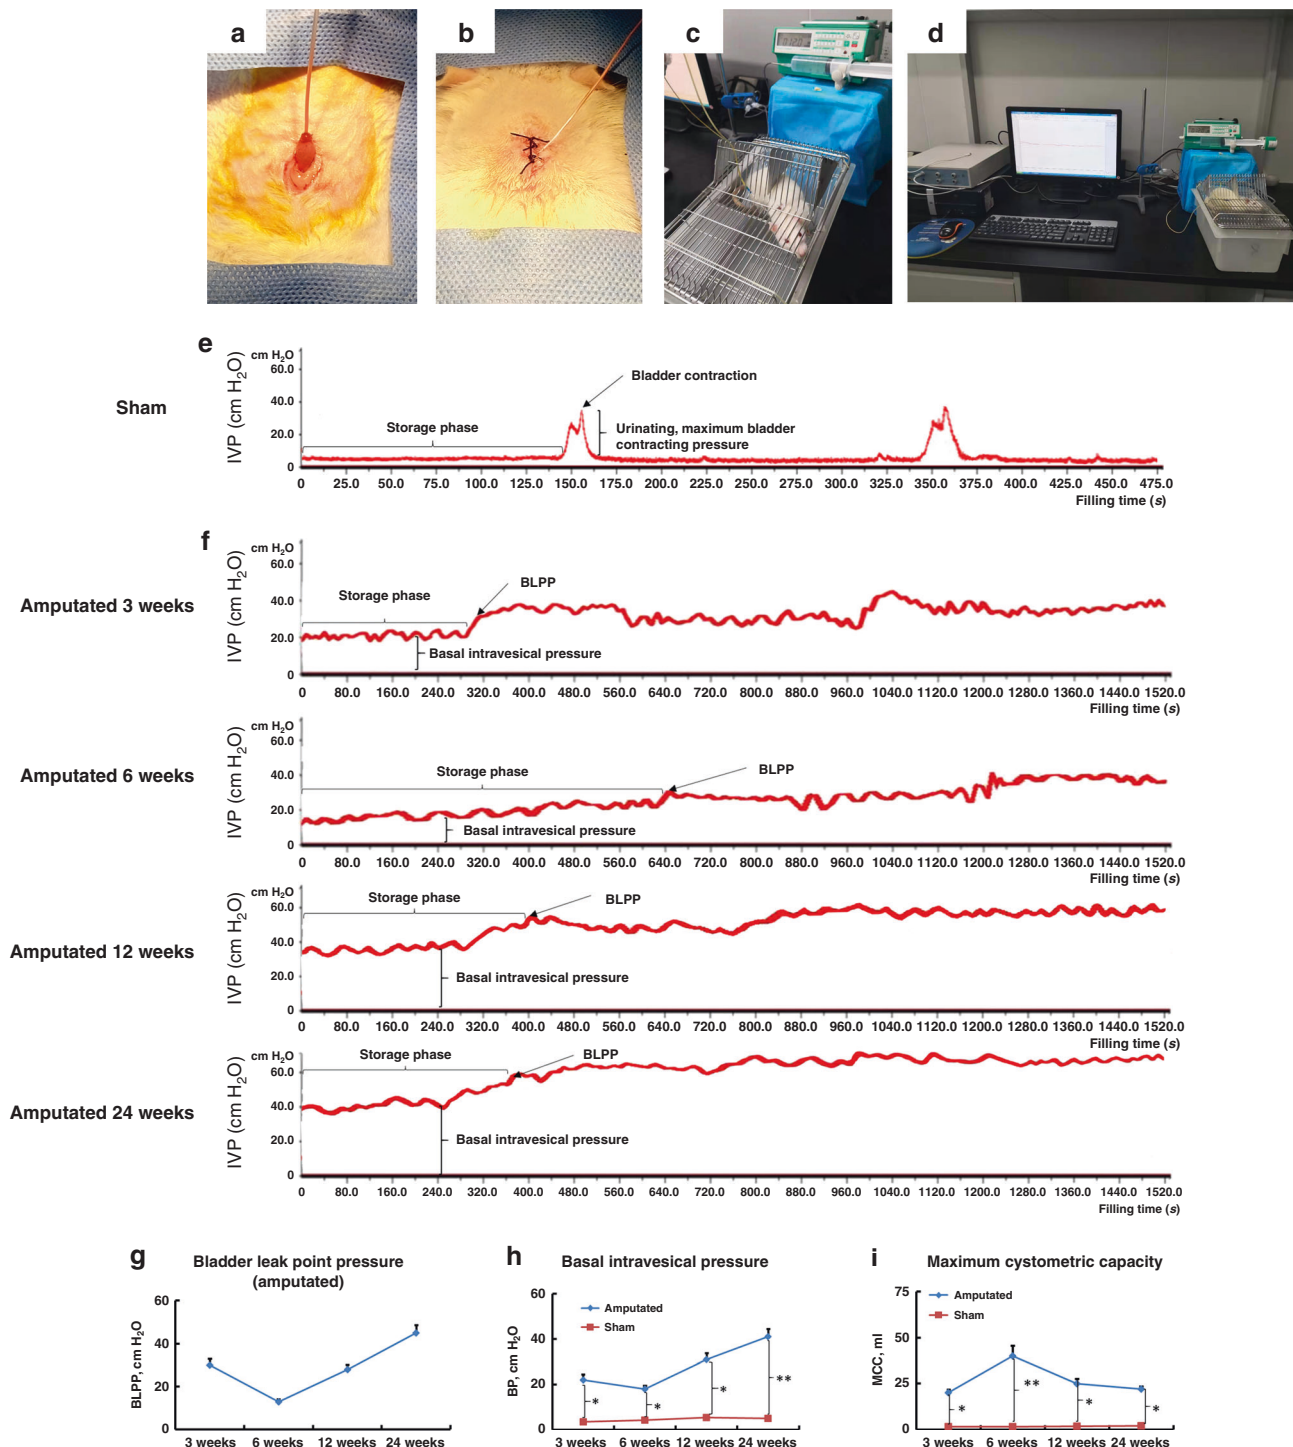 a
b
c
d
e
Sham
IVP (cm H2O)
cm H2O
60.0
40.0
20.0
0
Bladder contraction
Storage phase
Urinating, maximum bladder
contracting pressure
0 25.0 50.0 75.0 100.0 125.0 150.0 175.0 200.0 225.0 250.0 275.0 300.0 325.0 350.0 375.0 400.0 425.0 450.0 475.0
Filling time (s)
f
Amputated 3 weeks
IVP (cm H2O)
cm H2O
60.0
40.0
20.0
0
Storage phase
BLPP
Basal intravesical pressure
0 80.0 160.0 240.0 320.0 400.0 480.0 560.0 640.0 720.0 800.0 880.0 960.0 1040.0 1120.0 1200.0 1280.0 1360.0 1440.0 1520.0
Filling time (s)
Amputated 6 weeks
IVP (cm H2O)
cm H2O
60.0
40.0
20.0
0
Storage phase
BLPP
Basal intravesical pressure
0 80.0 160.0 240.0 320.0 400.0 480.0 560.0 640.0 720.0 800.0 880.0 960.0 1040.0 1120.0 1200.0 1280.0 1360.0 1440.0 1520.0
Filling time (s)
Amputated 12 weeks
IVP (cm H2O)
cm H2O
60.0
40.0
20.0
0
Storage phase
BLPP
Basal intravesical pressure
0 80.0 160.0 240.0 320.0 400.0 480.0 560.0 640.0 720.0 800.0 880.0 960.0 1040.0 1120.0 1200.0 1280.0 1360.0 1440.0 1520.0
Filling time (s)
Amputated 24 weeks
IVP (cm H2O)
cm H2O
60.0
40.0
20.0
0
Storage phase
BLPP
Basal intravesical pressure
0 80.0 160.0 240.0 320.0 400.0 480.0 560.0 640.0 720.0 800.0 880.0 960.0 1040.0 1120.0 1200.0 1280.0 1360.0 1440.0 1520.0
Filling time (s)
g
Bladder leak point pressure
(amputated)
BLPP, cm H2O
60
40
20
0
3 weeks 6 weeks 12 weeks 24 weeks
h
Basal intravesical pressure
BP, cm H2O
60
40
20
0
Amputated
Sham
* * * **
3 weeks 6 weeks 12 weeks 24 weeks
i
Maximum cystometric capacity
MCC, ml
75
50
25
0
Amputated
Sham
* ** * *
3 weeks 6 weeks 12 weeks 24 weeks